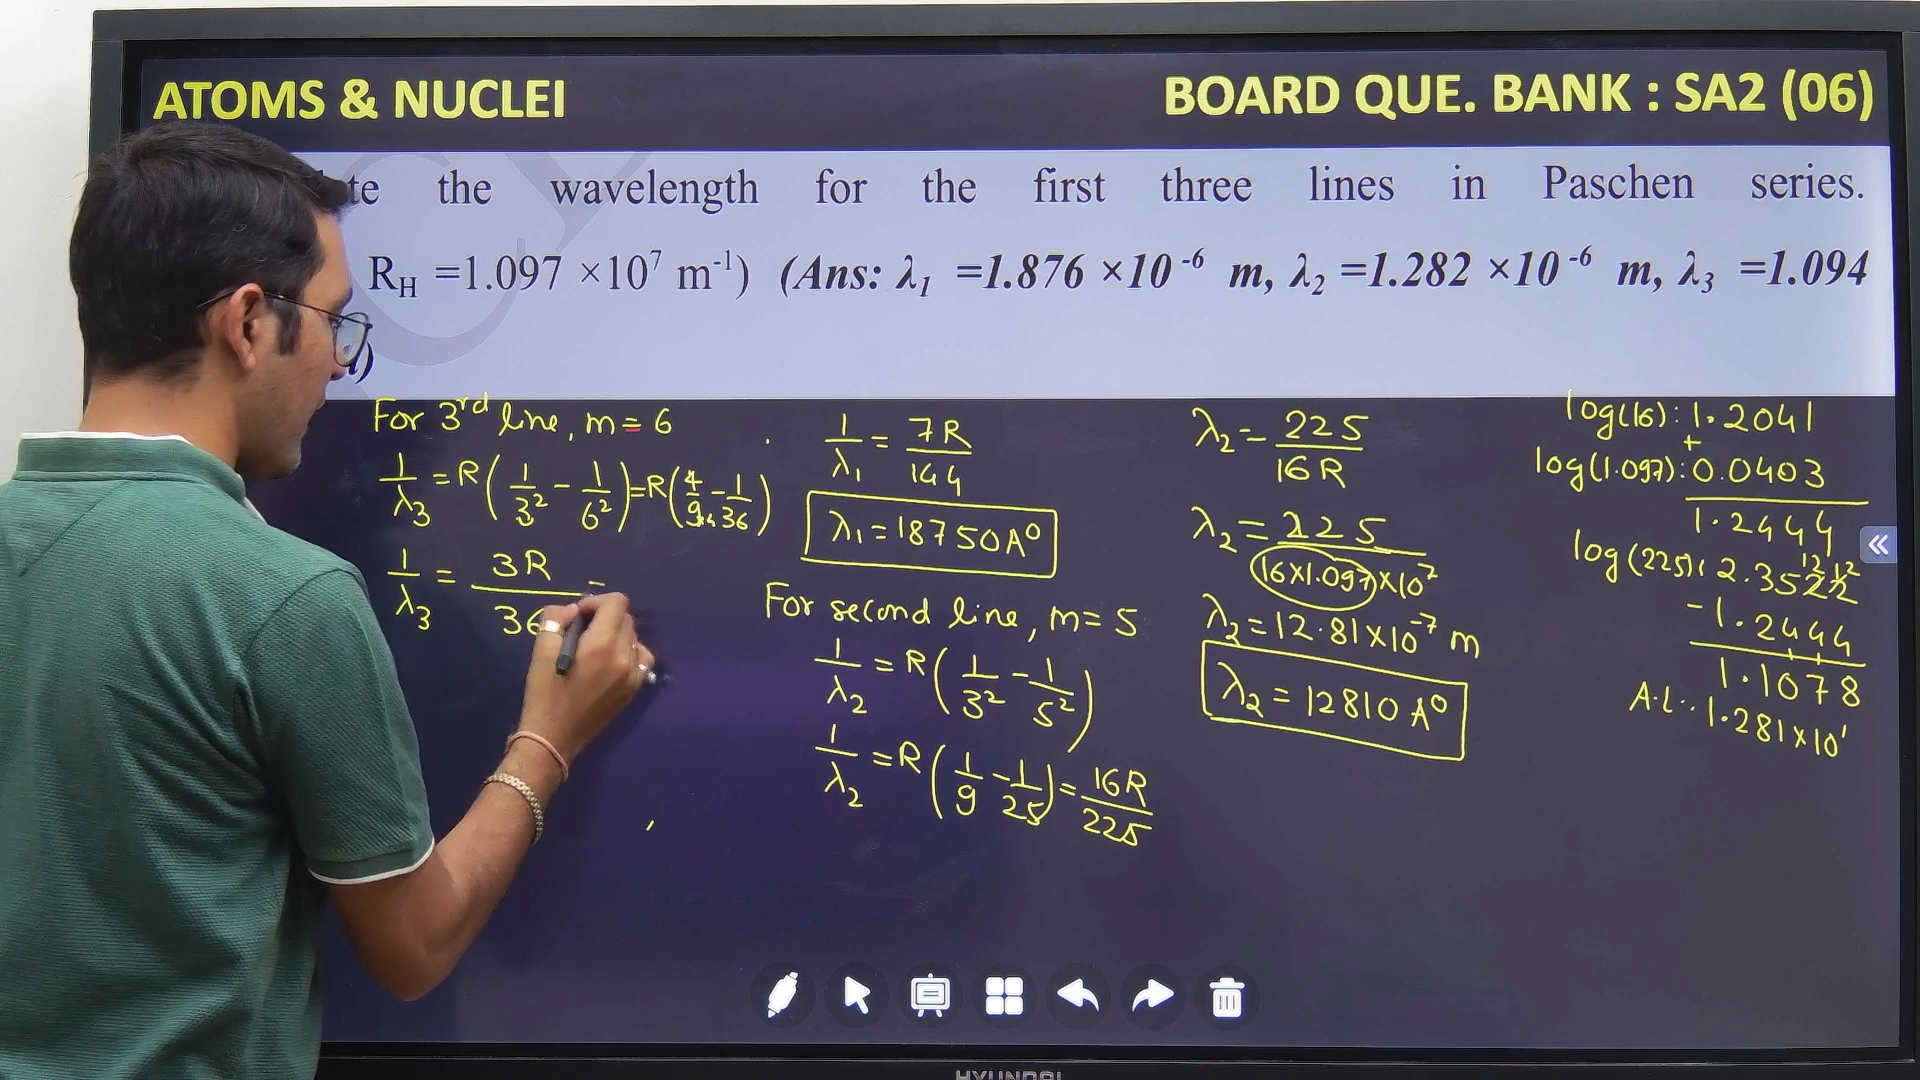 ATOMS & NUCLEI
BOARD QUE. BANK : SA2 (06)
the wavelength for the first three lines in Paschen series.
R_H =1.097 ×10⁷ m⁻¹) (Ans: λ₁ =1.876 ×10⁻⁶ m, λ₂ =1.282 ×10⁻⁶ m, λ₃ =1.094
For 3rd line, m = 6
1/λ₃ = R(1/3² - 1/6²) = R(4/9×4 - 1/36)
1/λ₃ = 3R/36 =
1/λ₁ = 7R/144
λ₁ = 18750 A⁰
For second line, m = 5
1/λ₂ = R(1/3² - 1/5²)
1/λ₂ = R(1/9 - 1/25) = 16R/225
λ₂ = 225/16R
λ₂ = 225/16×1.097×10⁷
λ₂ = 12.81×10⁻⁷ m
λ₂ = 12810 A⁰
log(16): 1.2041
+
log(1.097): 0.0403
1.2444
log(225): 2.3522
- 1.2444
1.1078
A.L.. 1.281×10¹
HYUNDAI